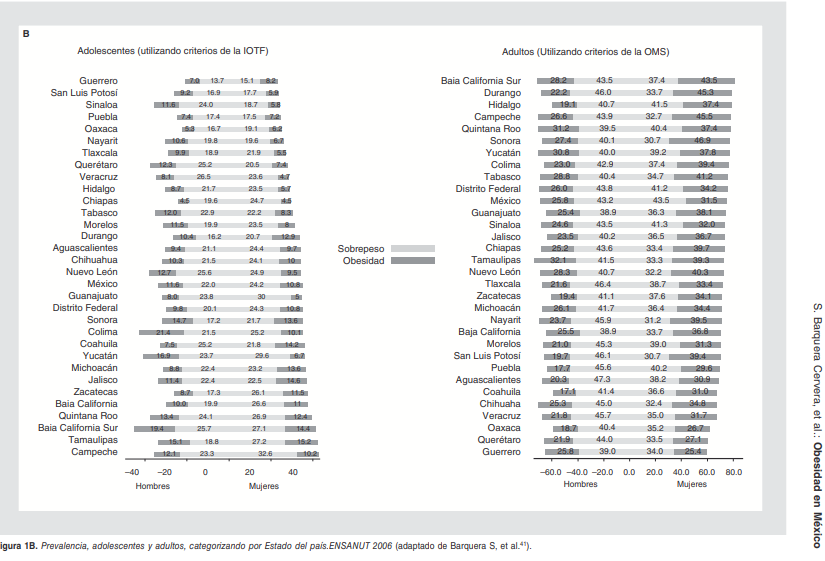 B
Adolescentes (utilizando criterios de la IOTF)
Guerrero 7.0 13.7 15.1 8.2
San Luis Potosí 9.2 16.9 17.7 5.9
Sinaloa 11.6 24.0 18.7 5.8
Puebla 7.4 17.4 17.5 7.2
Oaxaca 5.3 16.7 19.1 6.2
Nayarit 10.6 19.8 19.6 6.7
Tlaxcala 9.9 18.9 21.9 5.5
Querétaro 12.3 25.2 20.5 7.4
Veracruz 8.1 26.5 23.6 4.7
Hidalgo 8.7 21.7 23.5 5.7
Chiapas 4.5 19.6 24.7 4.5
Tabasco 12.0 22.9 22.2 8.3
Morelos 11.5 19.9 23.5 8
Durango 10.4 16.2 20.7 12.9
Aguascalientes 9.4 21.1 24.4 9.7
Chihuahua 10.3 21.5 24.1 10
Nuevo León 12.7 25.6 24.9 9.5
México 11.6 22.0 24.2 10.8
Guanajuato 8.0 23.8 30 5
Distrito Federal 9.8 20.1 24.3 10.8
Sonora 14.7 17.2 21.7 13.6
Colima 21.4 21.5 25.2 10.1
Coahuila 7.5 25.2 21.8 14.2
Yucatán 16.9 23.7 29.6 6.7
Michoacán 8.8 22.4 23.2 13.6
Jalisco 11.4 22.4 22.5 14.6
Zacatecas 8.7 17.3 26.1 11.5
Baia California 10.0 19.9 26.6 11
Quintana Roo 13.4 24.1 26.9 12.4
Baia California Sur 19.4 25.7 27.1 14.4
Tamaulipas 15.1 18.8 27.2 15.2
Campeche 12.1 23.3 32.6 10.2
−40 −20 0 20 40
Hombres Mujeres
Sobrepeso
Obesidad
Adultos (Utilizando criterios de la OMS)
Baia California Sur 28.2 43.5 37.4 43.5
Durango 22.2 46.0 33.7 45.3
Hidalgo 19.1 40.7 41.5 37.4
Campeche 26.6 43.9 32.7 45.5
Quintana Roo 31.2 39.5 40.4 37.4
Sonora 27.4 40.1 30.7 46.9
Yucatán 30.8 40.0 39.2 37.8
Colima 23.0 42.9 37.4 39.4
Tabasco 28.8 40.4 34.7 41.2
Distrito Federal 26.0 43.8 41.2 34.2
México 25.8 43.2 43.5 31.5
Guanajuato 25.4 38.9 36.3 38.1
Sinaloa 24.6 43.5 41.3 32.0
Jalisco 23.5 40.2 36.5 36.7
Chiapas 25.2 43.6 33.4 39.7
Tamaulipas 32.1 41.5 33.3 39.3
Nuevo León 28.3 40.7 32.2 40.3
Tlaxcala 21.6 46.4 38.7 33.4
Zacatecas 19.4 41.1 37.6 34.1
Michoacán 26.1 41.7 36.4 34.4
Nayarit 23.7 45.9 31.2 39.5
Baja California 25.5 38.9 33.7 36.8
Morelos 21.0 45.3 39.0 31.3
San Luis Potosí 19.7 46.1 30.7 39.4
Puebla 17.7 45.6 40.2 29.6
Aguascalientes 20.3 47.3 38.2 30.9
Coahuila 17.1 41.4 36.6 31.0
Chihuaha 25.3 45.0 32.4 34.8
Veracruz 21.8 45.7 35.0 31.7
Oaxaca 18.7 40.4 35.2 26.7
Querétaro 21.9 44.0 33.5 27.1
Guerrero 25.8 39.0 34.0 25.4
−60.0 −40.0 −20.0 0.0 20.0 40.0 60.0 80.0
Hombres Mujeres
igura 1B. Prevalencia, adolescentes y adultos, categorizando por Estado del país.ENSANUT 2006 (adaptado de Barquera S, et al.⁴¹).
S. Barquera Cervera, et al.: Obesidad en México